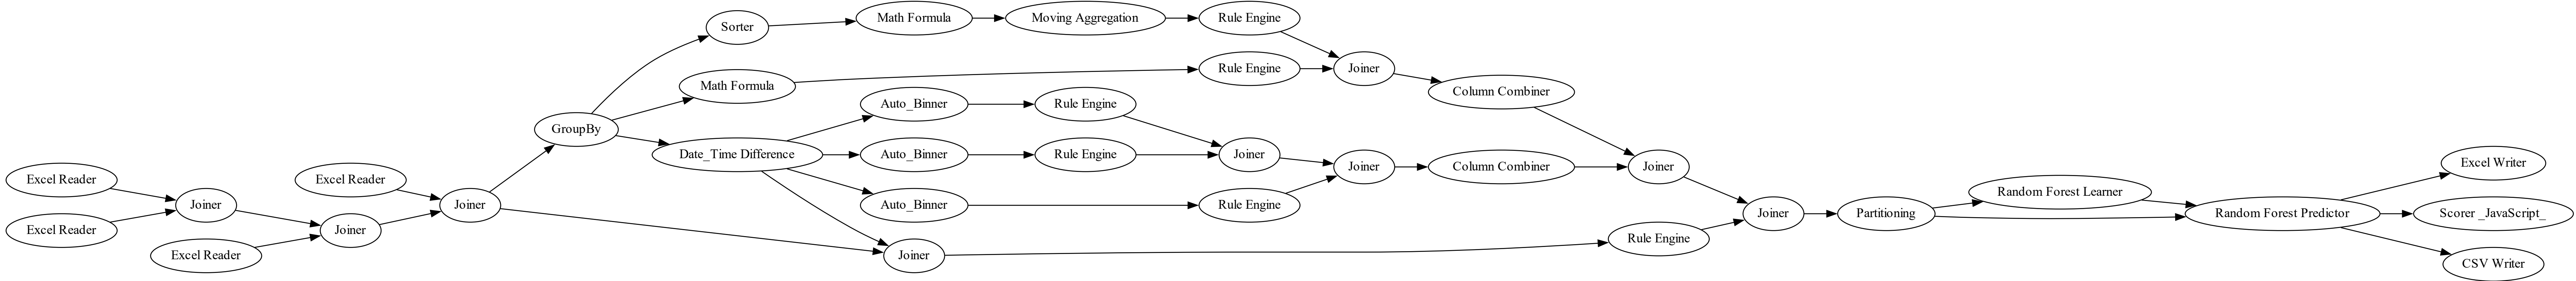 Sorter
Math Formula
Moving Aggregation
Rule Engine
Math Formula
Rule Engine
Joiner
Column Combiner
GroupBy
Auto_Binner
Rule Engine
Date_Time Difference
Auto_Binner
Rule Engine
Joiner
Joiner
Column Combiner
Joiner
Auto_Binner
Rule Engine
Excel Reader
Excel Reader
Joiner
Excel Reader
Joiner
Excel Reader
Joiner
Joiner
Rule Engine
Joiner
Partitioning
Random Forest Learner
Random Forest Predictor
Excel Writer
Scorer _JavaScript_
CSV Writer